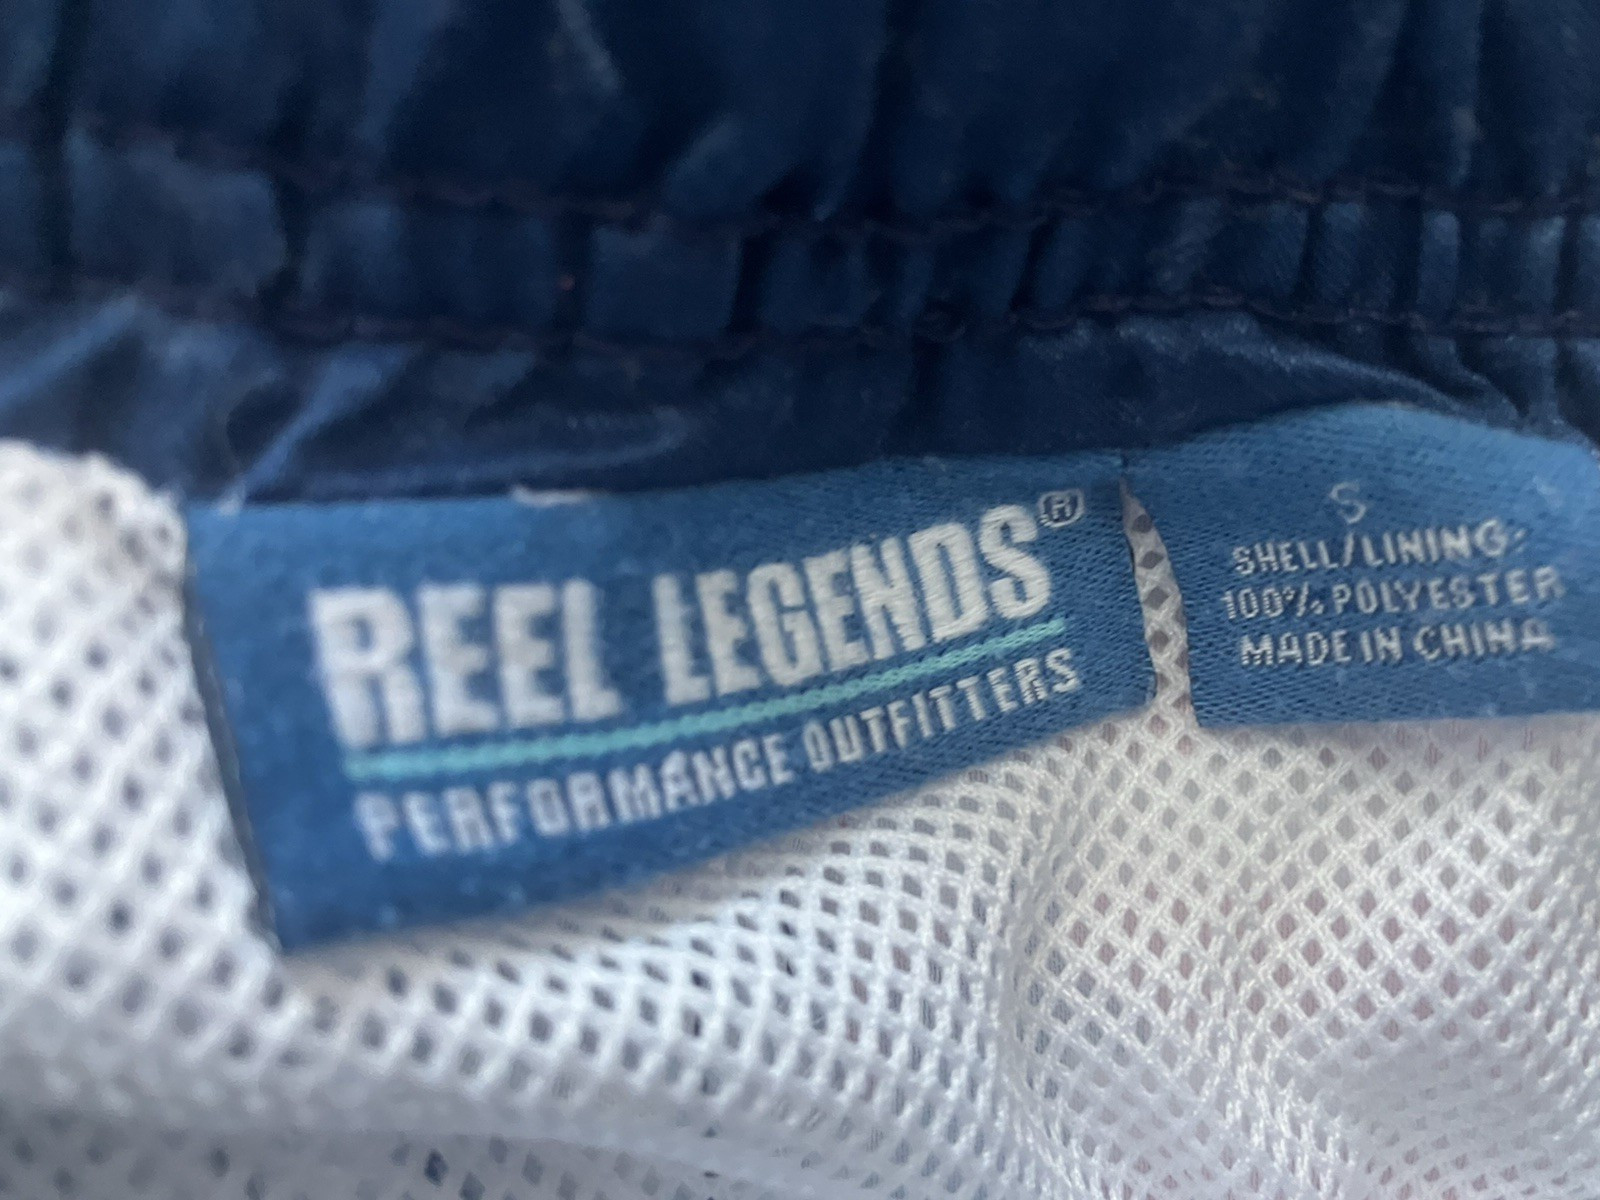 REEL LEGENDS®
PERFORMANCE OUTFITTERS
S
SHELL/LINING:
100% POLYESTER
MADE IN CHINA